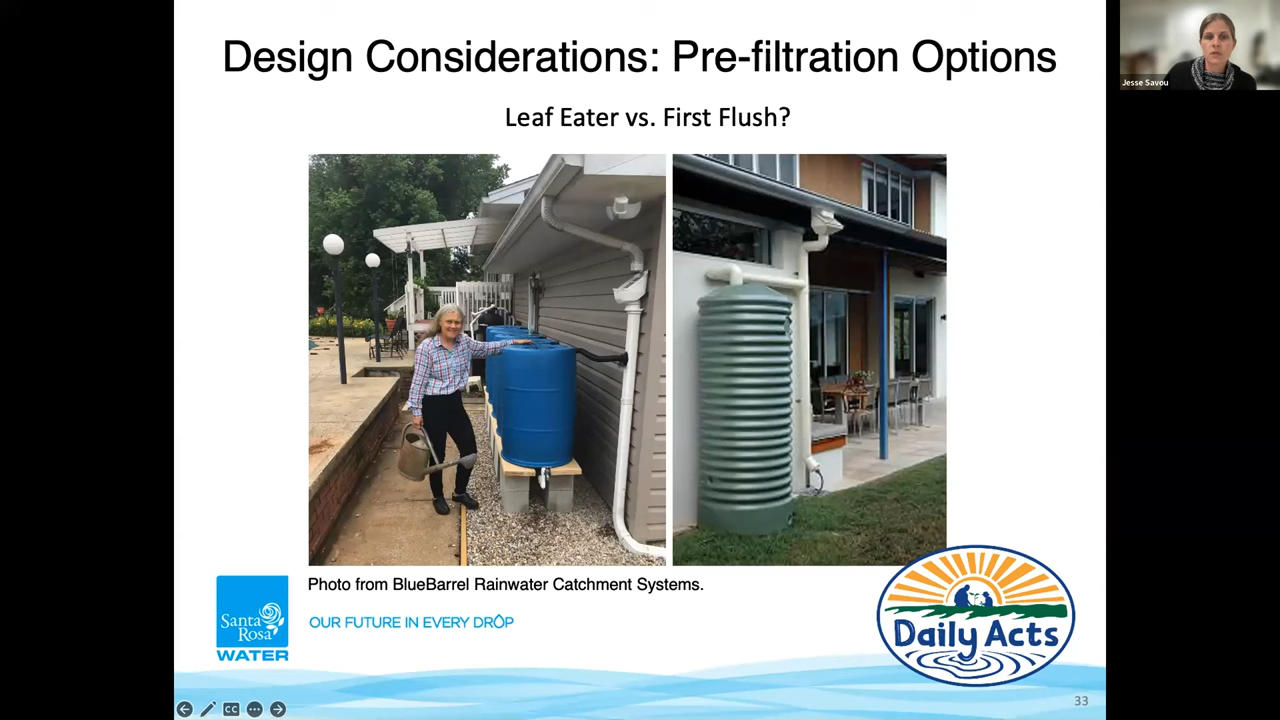 Design Considerations: Pre-filtration Options
Jesse Savou
Leaf Eater vs. First Flush?
Photo from BlueBarrel Rainwater Catchment Systems.
Santa
Rosa
WATER
OUR FUTURE IN EVERY DROP
Daily Acts
CC
33